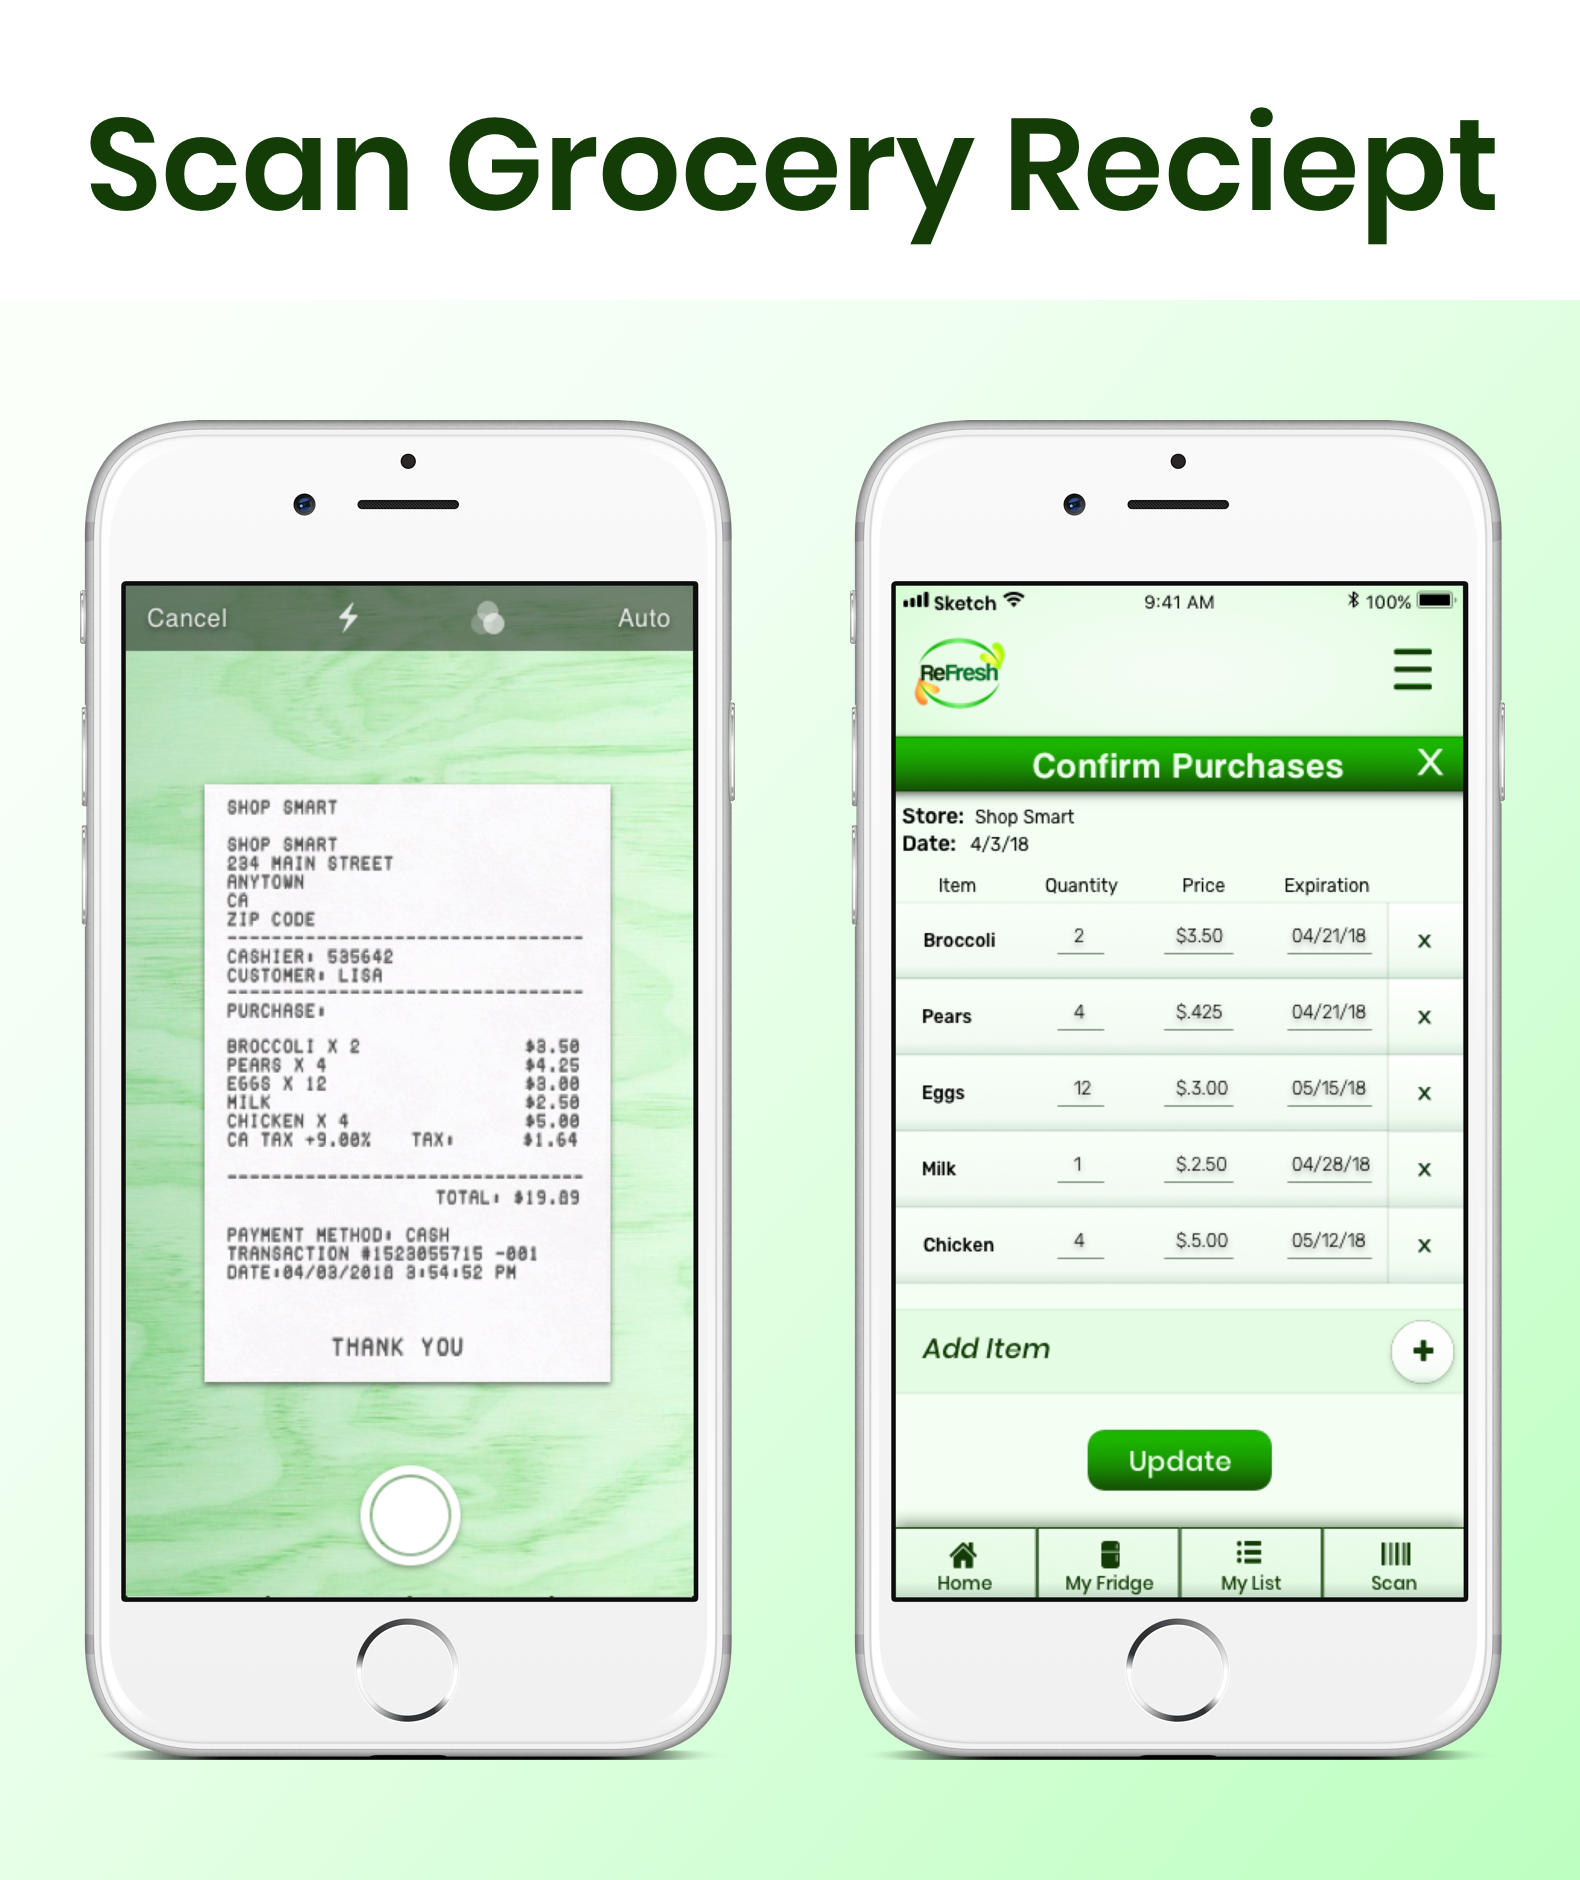 Scan Grocery Reciept
Cancel Auto
SHOP SMART
SHOP SMART
234 MAIN STREET
ANYTOWN
CA
ZIP CODE
--------------------------------
CASHIER: 535642
CUSTOMER: LISA
--------------------------------
PURCHASE:
BROCCOLI X 2 $3.50
PEARS X 4 $4.25
EGGS X 12 $3.00
MILK $2.50
CHICKEN X 4 $5.00
CA TAX +9.00% TAX: $1.64
--------------------------------
TOTAL: $19.89
PAYMENT METHOD: CASH
TRANSACTION #1523055715 -001
DATE:04/03/2018 3:54:52 PM
THANK YOU
Sketch 9:41 AM 100%
ReFresh
Confirm Purchases X
Store: Shop Smart
Date: 4/3/18
Item Quantity Price Expiration
Broccoli 2 $3.50 04/21/18 x
Pears 4 $.425 04/21/18 x
Eggs 12 $.3.00 05/15/18 x
Milk 1 $.2.50 04/28/18 x
Chicken 4 $.5.00 05/12/18 x
Add Item +
Update
Home My Fridge My List Scan